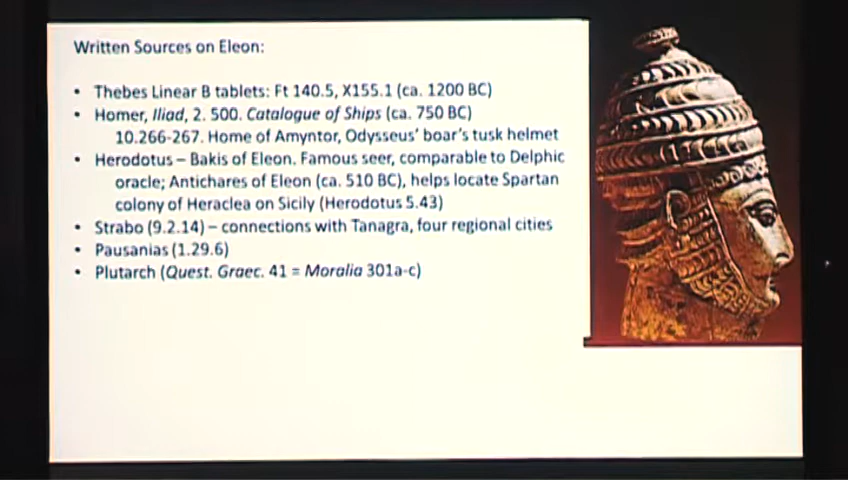 Written Sources on Eleon:
• Thebes Linear B tablets: Ft 140.5, X155.1 (ca. 1200 BC)
• Homer, Iliad, 2. 500. Catalogue of Ships (ca. 750 BC)
10.266-267. Home of Amyntor, Odysseus' boar's tusk helmet
• Herodotus – Bakis of Eleon. Famous seer, comparable to Delphic
oracle; Antichares of Eleon (ca. 510 BC), helps locate Spartan
colony of Heraclea on Sicily (Herodotus 5.43)
• Strabo (9.2.14) – connections with Tanagra, four regional cities
• Pausanias (1.29.6)
• Plutarch (Quest. Graec. 41 = Moralia 301a-c)